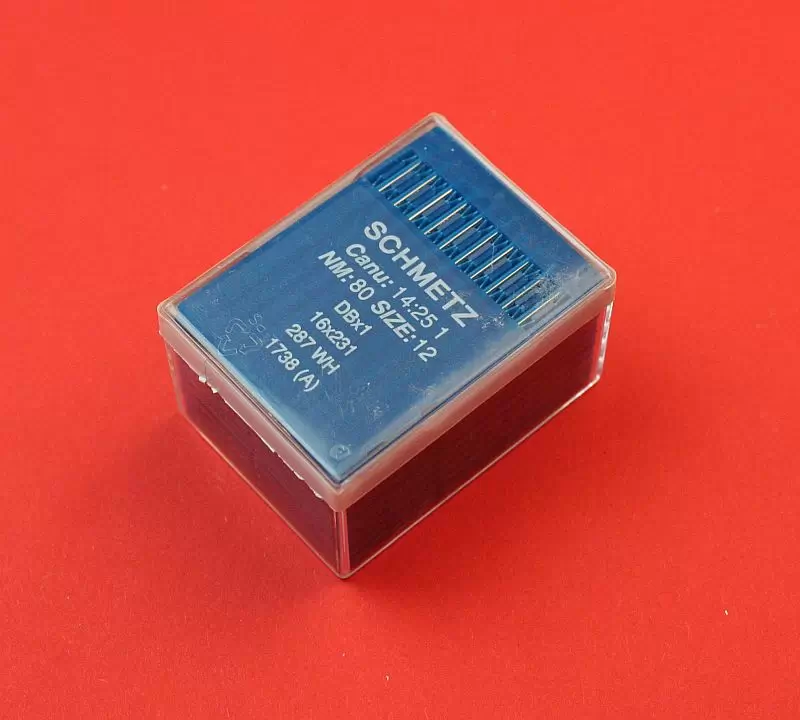 SCHMETZ
Canu: 14:25 1
NM: 80 SIZE: 12
DBx1
16x231
287 WH
1738 (A)